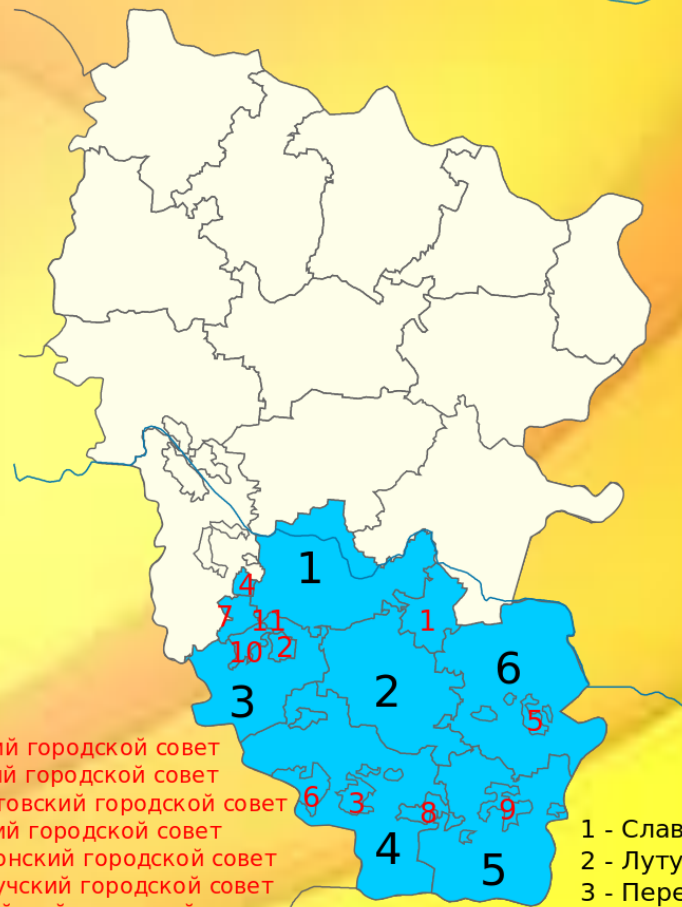 1
4
7
11
1
10
2
6
3
2
5
ий городской совет
ий городской совет
товский городской совет
ий городской совет
онский городской совет
учский городской совет
6
3
8
9
4
5
1 - Слав
2 - Луту
3 - Пере